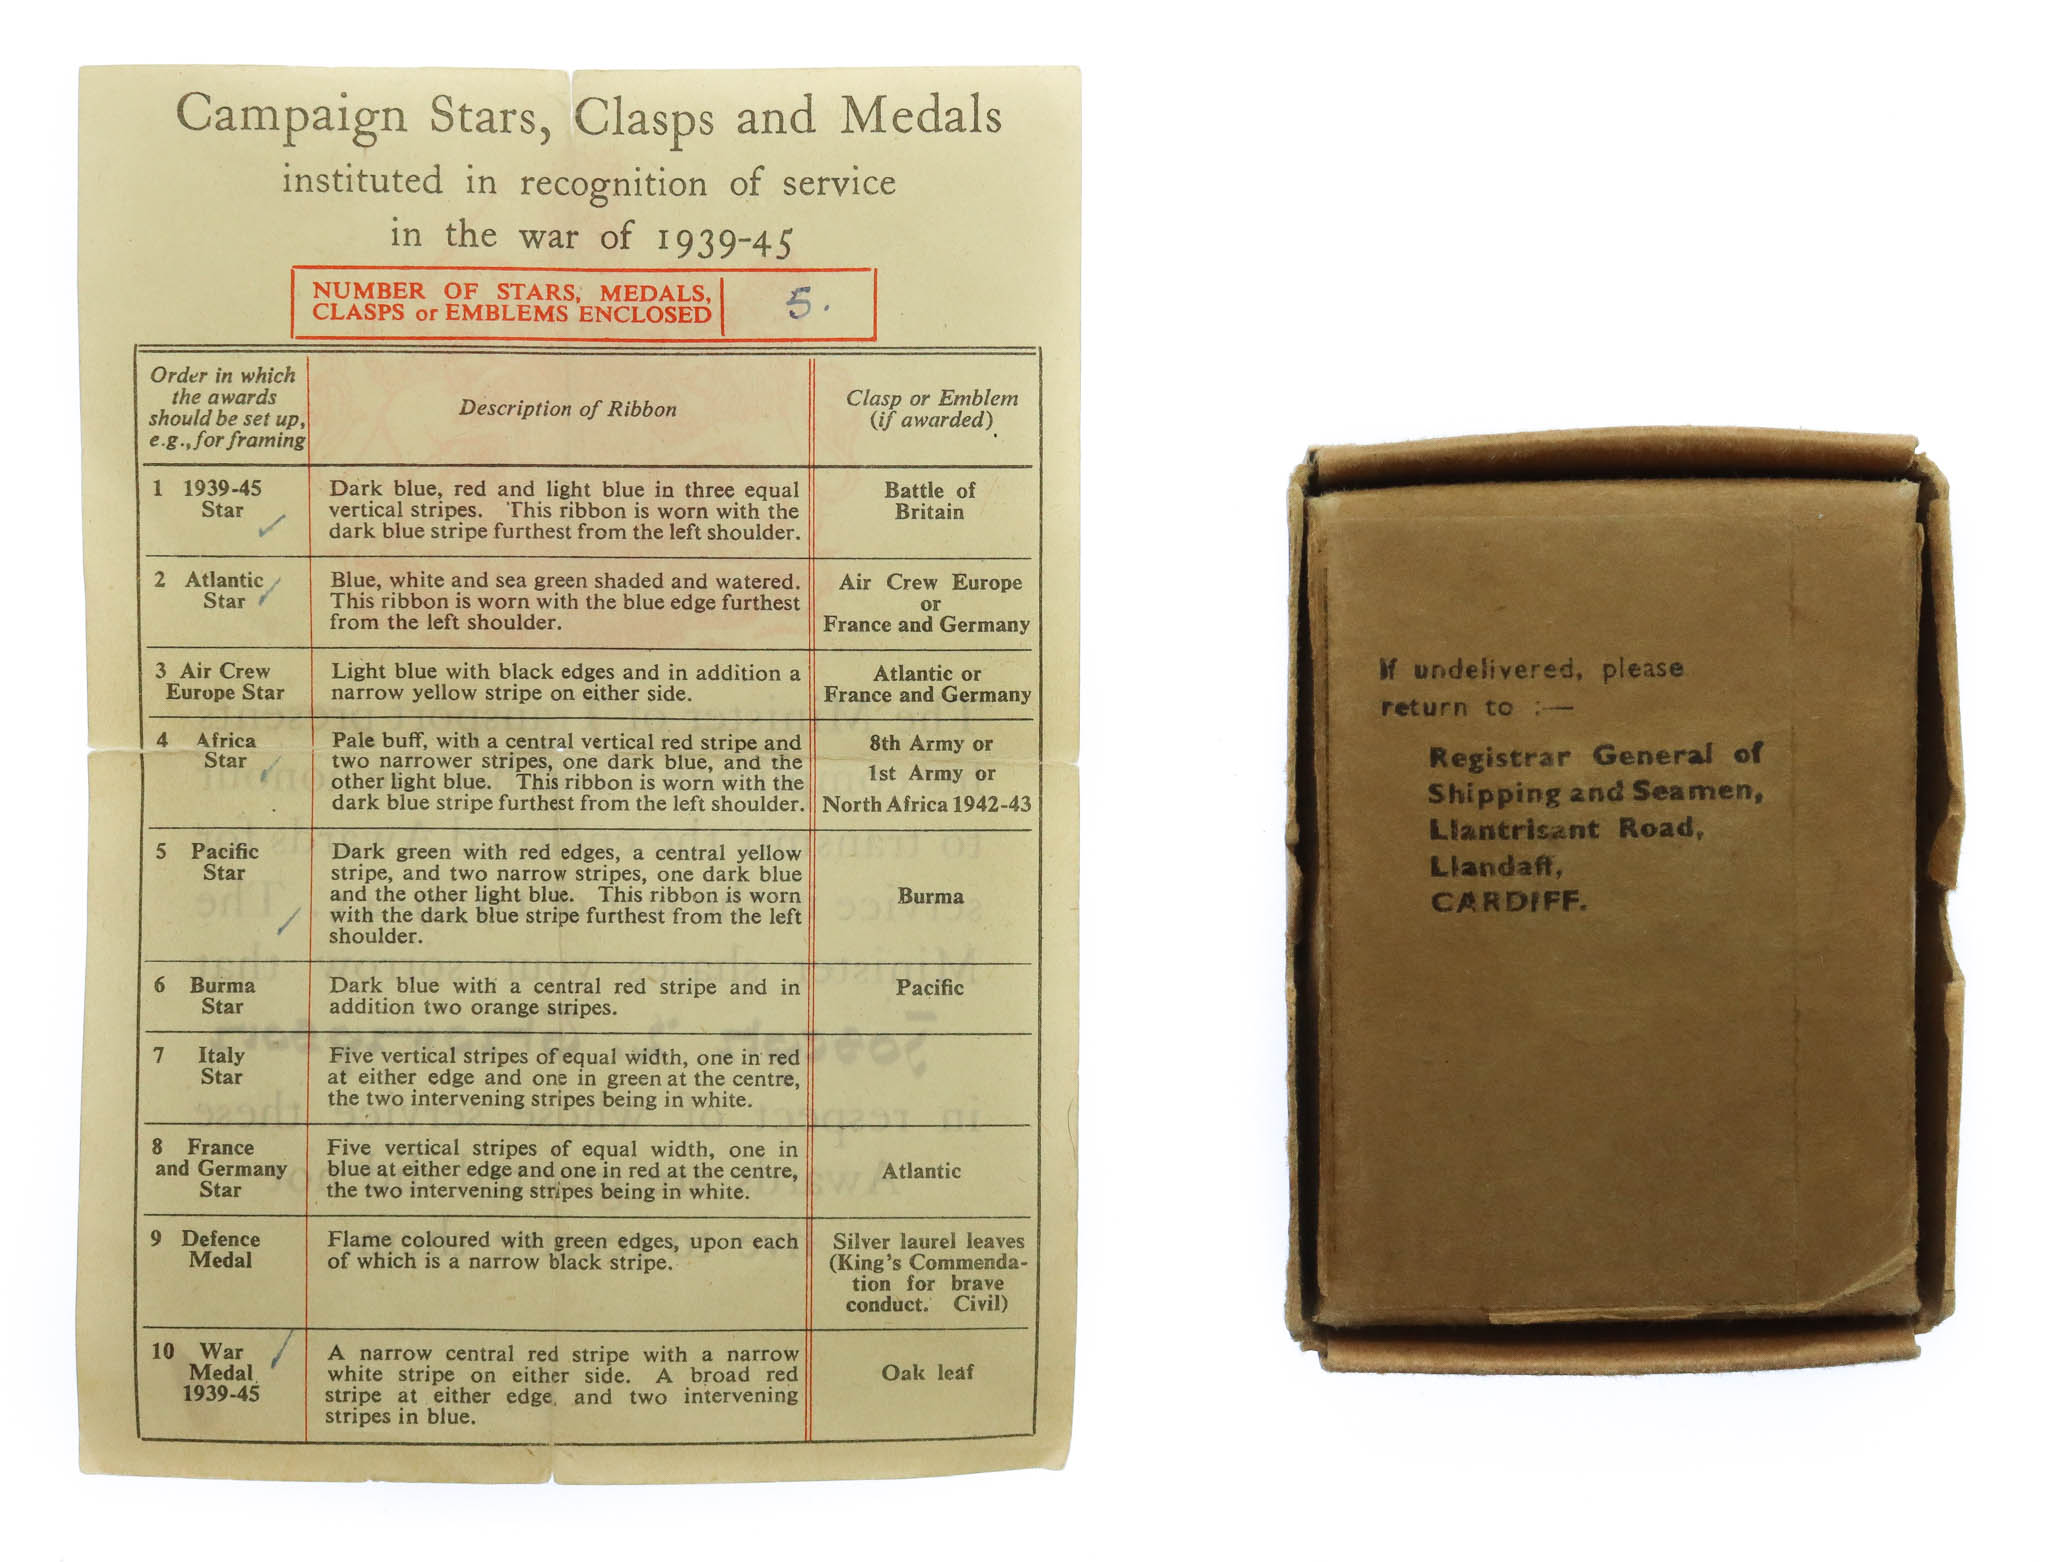 Campaign Stars, Clasps and Medals
instituted in recognition of service
in the war of 1939-45
NUMBER OF STARS, MEDALS,
CLASPS or EMBLEMS ENCLOSED
5.
Order in which
the awards
should be set up,
e.g., for framing
Description of Ribbon
Clasp or Emblem
(if awarded)
1 1939-45
Star
Dark blue, red and light blue in three equal
vertical stripes. This ribbon is worn with the
dark blue stripe furthest from the left shoulder.
Battle of
Britain
2 Atlantic
Star
Blue, white and sea green shaded and watered.
This ribbon is worn with the blue edge furthest
from the left shoulder.
Air Crew Europe
or
France and Germany
3 Air Crew
Europe Star
Light blue with black edges and in addition a
narrow yellow stripe on either side.
Atlantic or
France and Germany
4 Africa
Star
Pale buff, with a central vertical red stripe and
two narrower stripes, one dark blue, and the
other light blue. This ribbon is worn with the
dark blue stripe furthest from the left shoulder.
8th Army or
1st Army or
North Africa 1942-43
5 Pacific
Star
Dark green with red edges, a central yellow
stripe, and two narrow stripes, one dark blue
and the other light blue. This ribbon is worn
with the dark blue stripe furthest from the left
shoulder.
Burma
6 Burma
Star
Dark blue with a central red stripe and in
addition two orange stripes.
Pacific
7 Italy
Star
Five vertical stripes of equal width, one in red
at either edge and one in green at the centre,
the two intervening stripes being in white.
8 France
and Germany
Star
Five vertical stripes of equal width, one in
blue at either edge and one in red at the centre,
the two intervening stripes being in white.
Atlantic
9 Defence
Medal
Flame coloured with green edges, upon each
of which is a narrow black stripe.
Silver laurel leaves
(King's Commenda-
tion for brave
conduct. Civil)
10 War
Medal
1939-45
A narrow central red stripe with a narrow
white stripe on either side. A broad red
stripe at either edge, and two intervening
stripes in blue.
Oak leaf
If undelivered, please
return to :—
Registrar General of
Shipping and Seamen,
Llantrisant Road,
Llandaff,
CARDIFF.